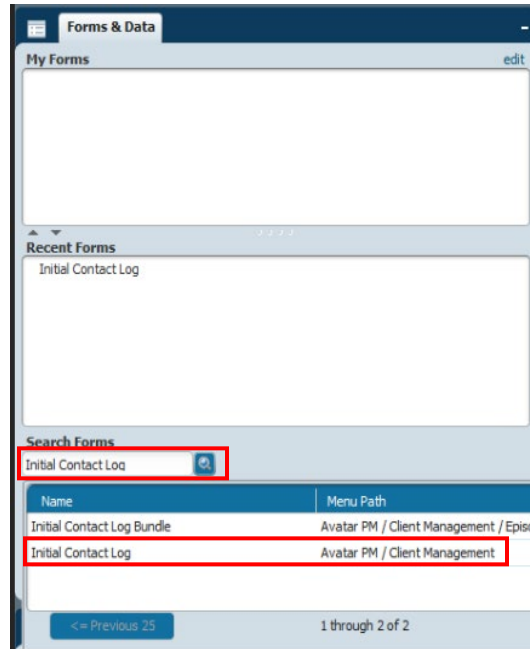 Forms & Data
My Forms edit
Recent Forms
Initial Contact Log
Search Forms
Initial Contact Log
Name Menu Path
Initial Contact Log Bundle Avatar PM / Client Management / Episo
Initial Contact Log Avatar PM / Client Management
<= Previous 25 1 through 2 of 2